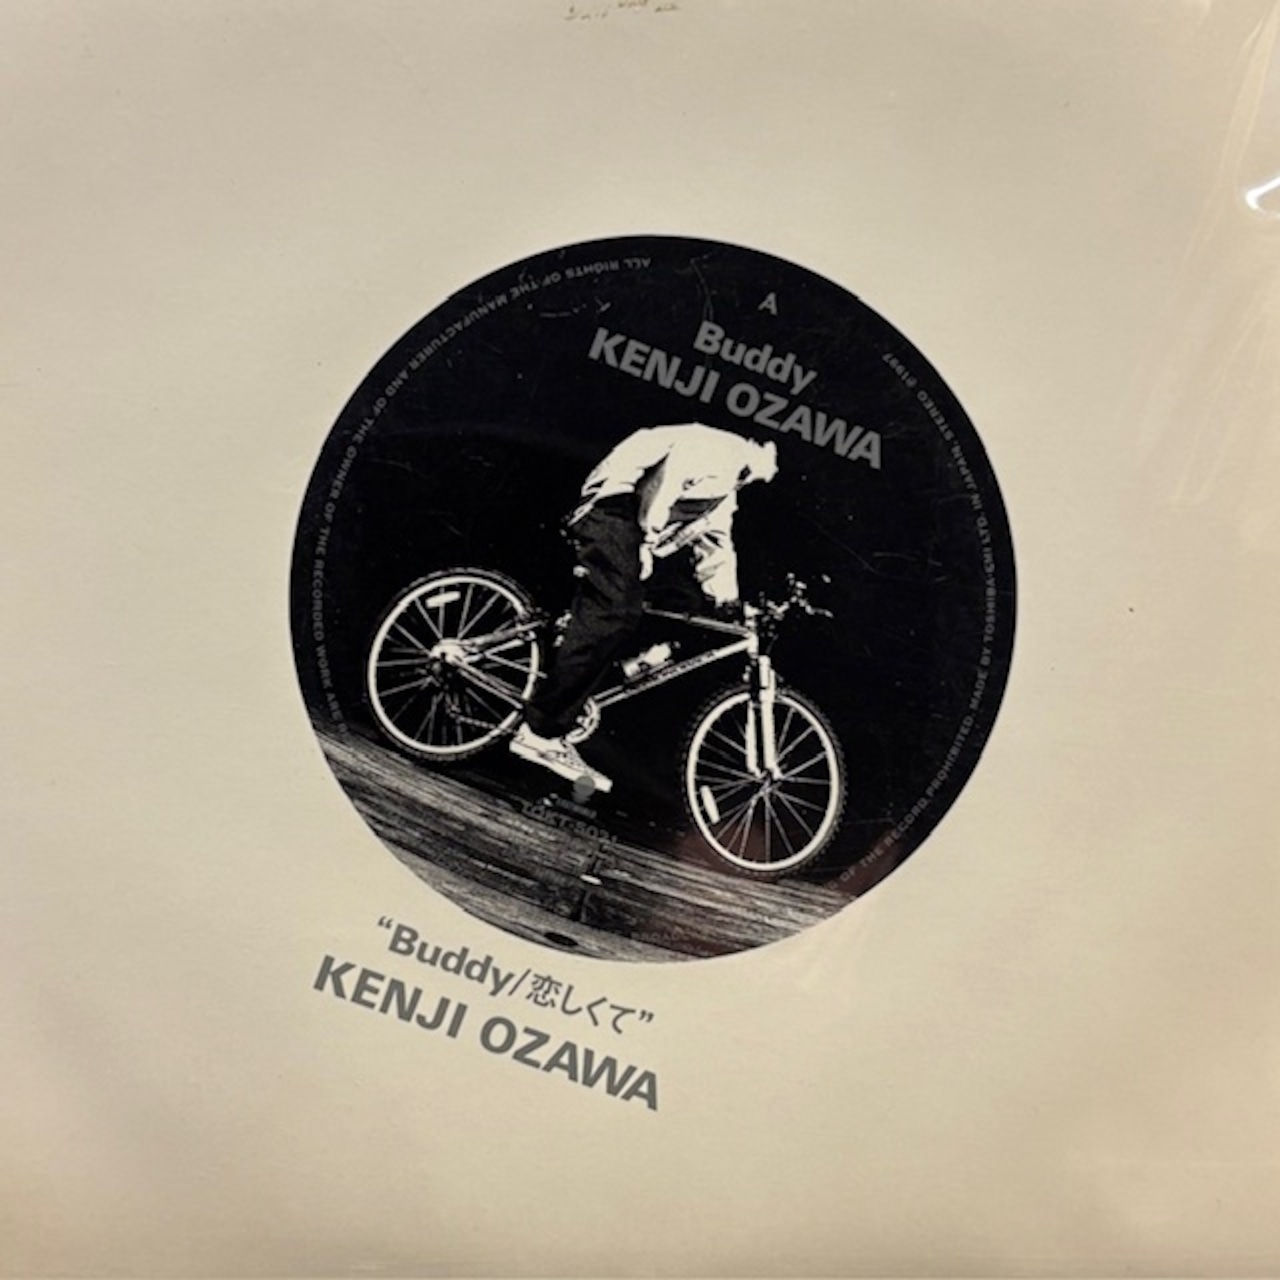 A
Buddy
KENJI OZAWA
ALL RIGHTS OF THE MANUFACTURER AND OF THE OWNER OF THE RECORDED WORK
OF THE RECORD PROHIBITED. MADE BY TOSHIBA-EMI LTD. IN JAPAN. STEREO ℗1997
“Buddy/恋しくて”
KENJI OZAWA